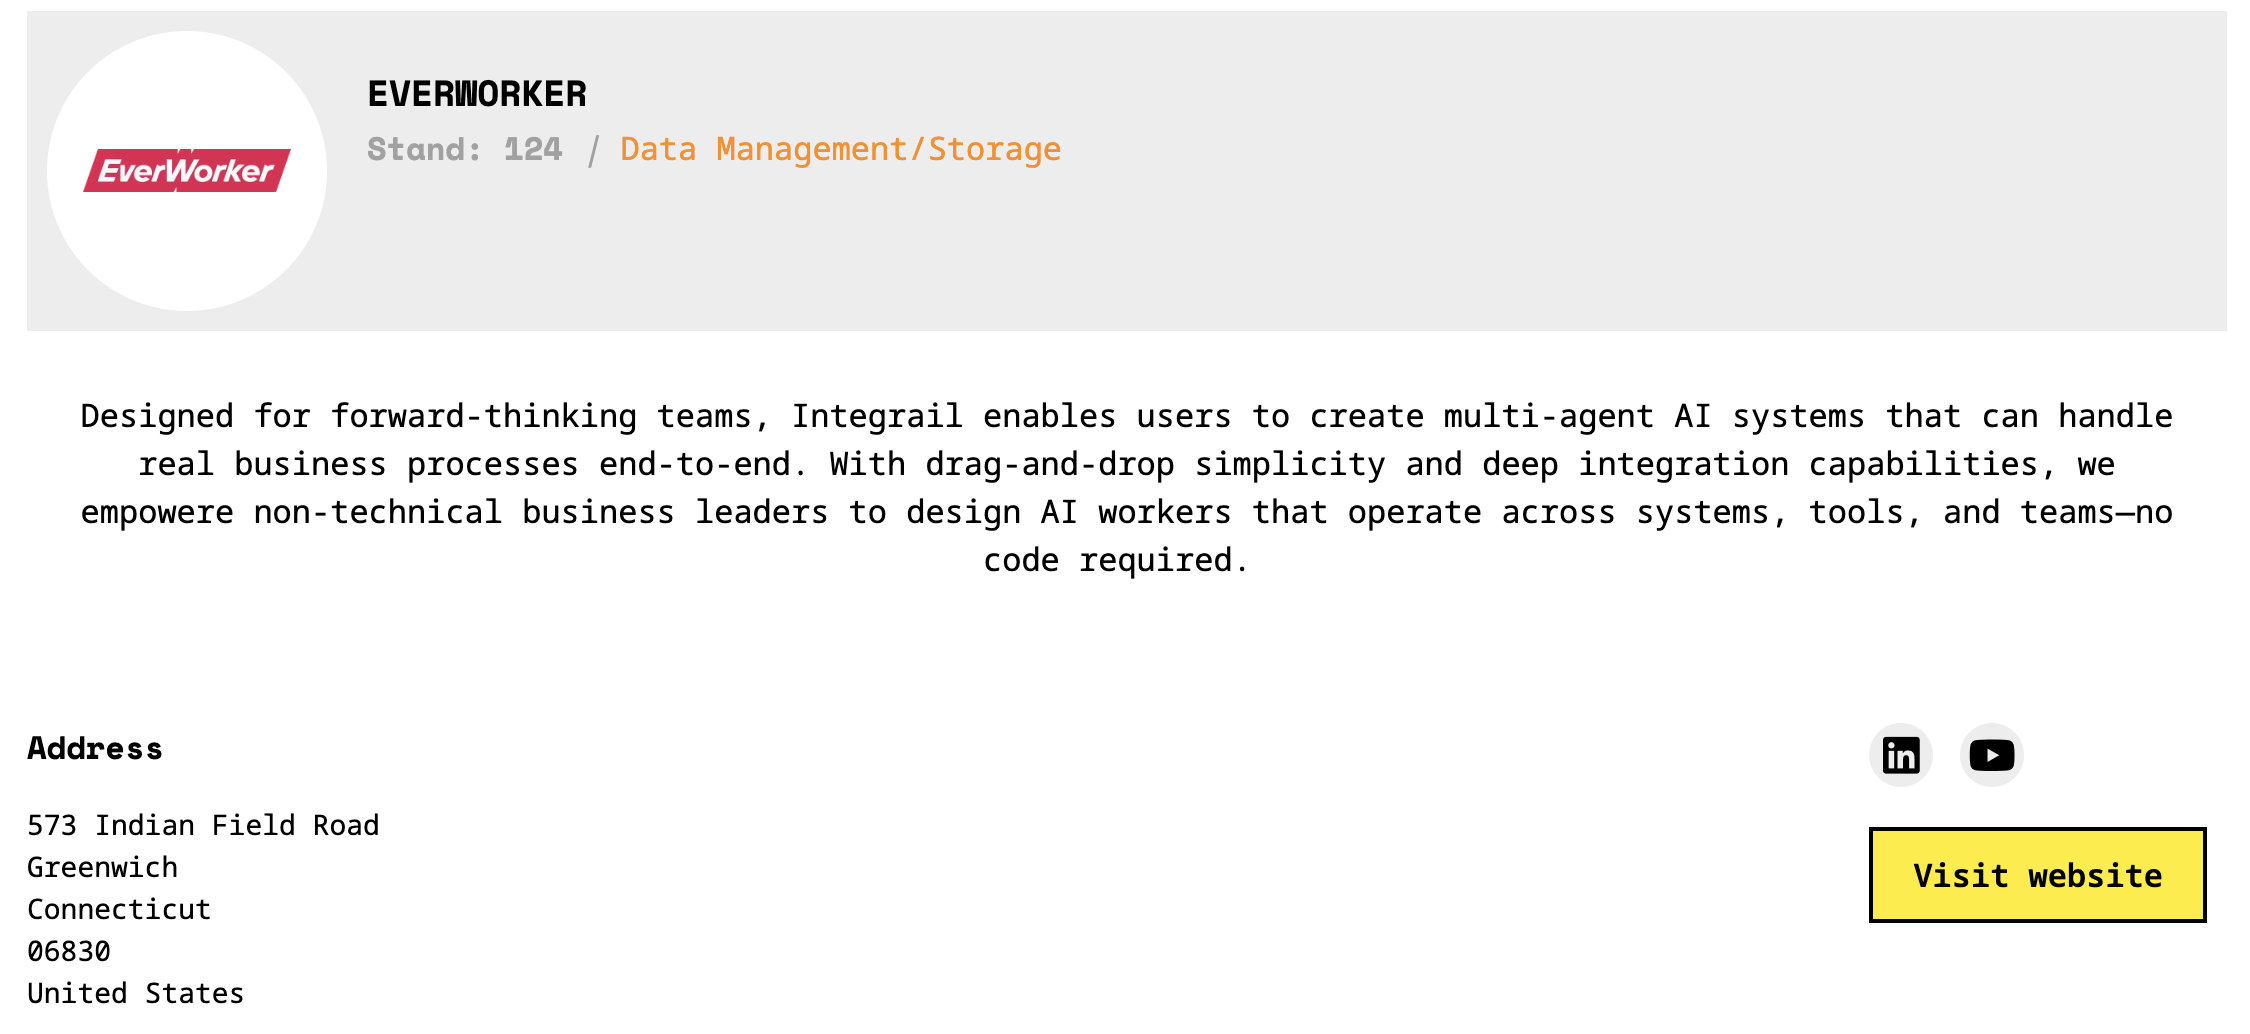 EverWorker
EVERWORKER
Stand: 124 / Data Management/Storage
Designed for forward-thinking teams, Integrail enables users to create multi-agent AI systems that can handle
real business processes end-to-end. With drag-and-drop simplicity and deep integration capabilities, we
empowere non-technical business leaders to design AI workers that operate across systems, tools, and teams—no
code required.
Address
573 Indian Field Road
Greenwich
Connecticut
06830
United States
in
Visit website